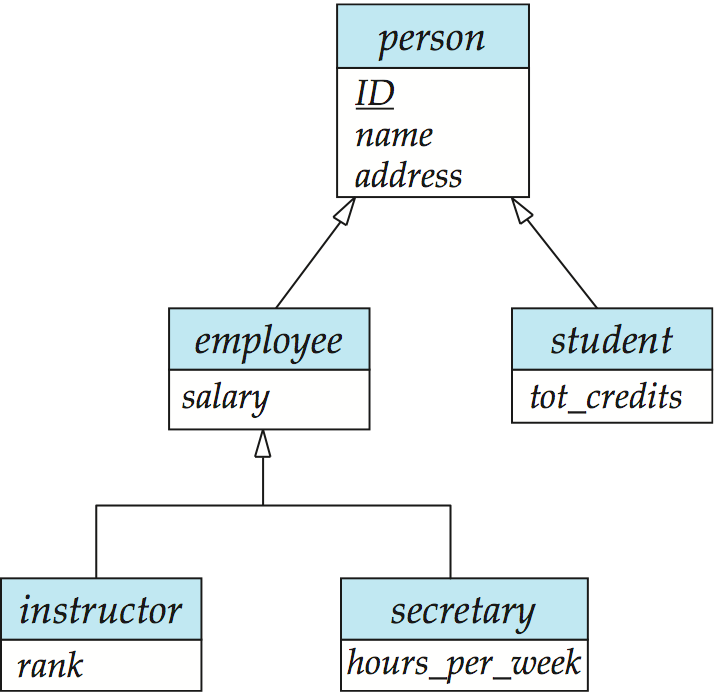 person
ID
name
address
employee
salary
student
tot_credits
instructor
rank
secretary
hours_per_week